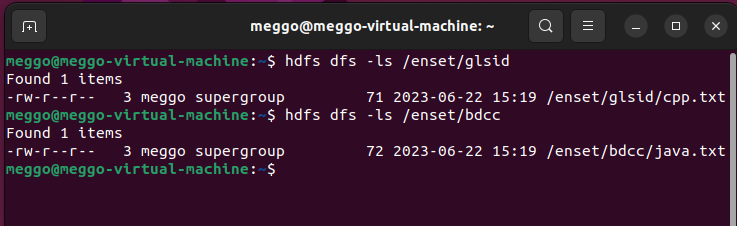 meggo@meggo-virtual-machine: ~
meggo@meggo-virtual-machine:~$ hdfs dfs -ls /enset/glsid
Found 1 items
-rw-r--r--   3 meggo supergroup         71 2023-06-22 15:19 /enset/glsid/cpp.txt
meggo@meggo-virtual-machine:~$ hdfs dfs -ls /enset/bdcc
Found 1 items
-rw-r--r--   3 meggo supergroup         72 2023-06-22 15:19 /enset/bdcc/java.txt
meggo@meggo-virtual-machine:~$